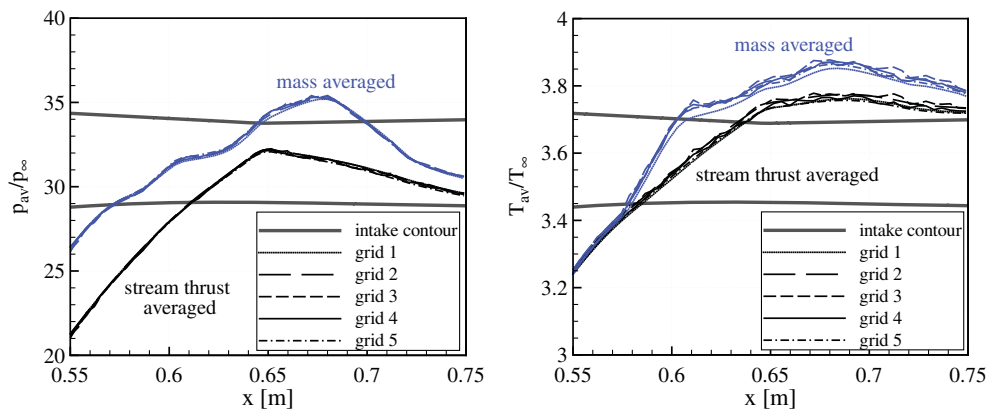 40
35
30
25
20
p_av/p_∞
mass averaged
stream thrust
averaged
intake contour
grid 1
grid 2
grid 3
grid 4
grid 5
0.55 0.6 0.65 0.7 0.75
x [m]
4
3.8
3.6
3.4
3.2
3
T_av/T_∞
mass averaged
stream thrust averaged
intake contour
grid 1
grid 2
grid 3
grid 4
grid 5
0.55 0.6 0.65 0.7 0.75
x [m]